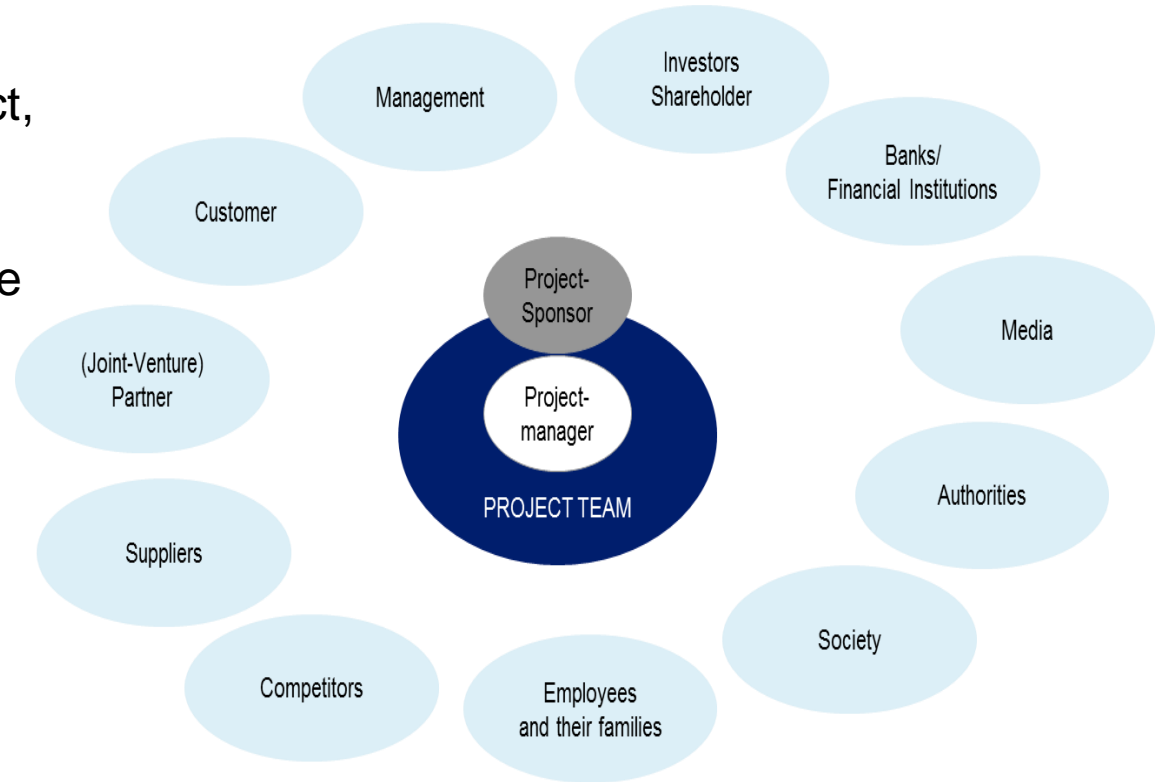 ct,
e
Management
Investors
Shareholder
Banks/
Financial Institutions
Customer
Project-
Sponsor
Media
(Joint-Venture)
Partner
Project-
manager
PROJECT TEAM
Authorities
Suppliers
Society
Competitors
Employees
and their families